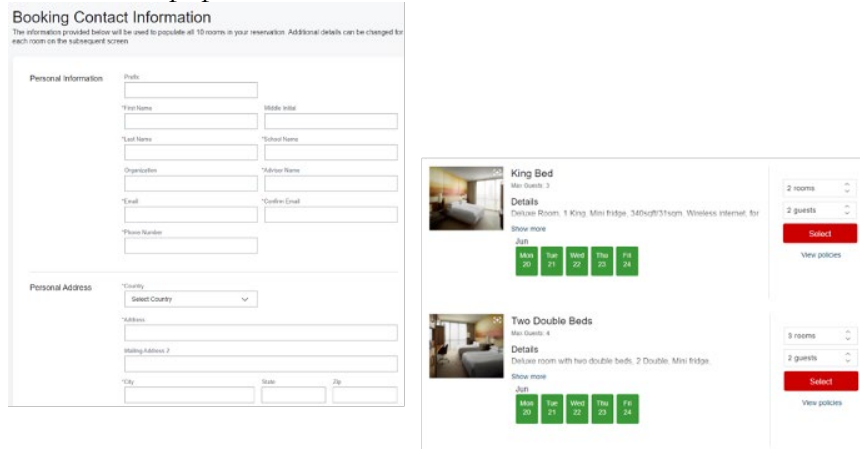 Booking Contact Information
The information provided below will be used to populate all 10 rooms in your reservation. Additional details can be changed for
each room on the subsequent screen
Personal Information
Prefix
*First Name
Middle Initial
*Last Name
*School Name
Organization
*Advisor Name
*Email
*Confirm Email
*Phone Number
Personal Address
*Country
Select Country
*Address
Mailing Address 2
*City
State
Zip
King Bed
Max Guests: 3
Details
Deluxe Room, 1 King, Mini fridge, 340sqft/31sqm, Wireless internet, for
Show more
Jun
Mon Tue Wed Thu Fri
20 21 22 23 24
2 rooms
2 guests
Select
View policies
Two Double Beds
Max Guests: 4
Details
Deluxe room with two double beds, 2 Double, Mini fridge,
Show more
Jun
Mon Tue Wed Thu Fri
20 21 22 23 24
3 rooms
2 guests
Select
View policies